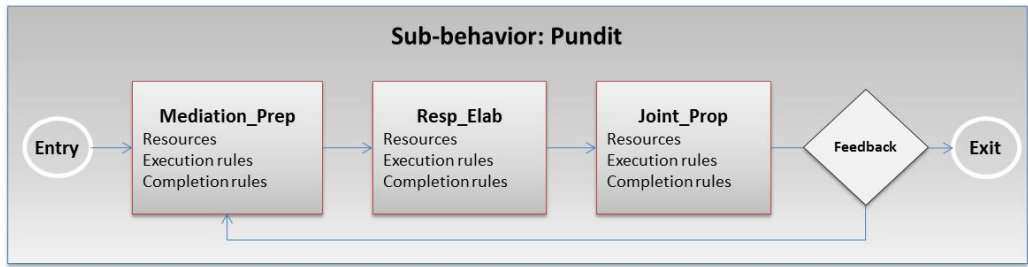 Sub-behavior: Pundit
Entry
Mediation_Prep
Resources
Execution rules
Completion rules
Resp_Elab
Resources
Execution rules
Completion rules
Joint_Prop
Resources
Execution rules
Completion rules
Feedback
Exit